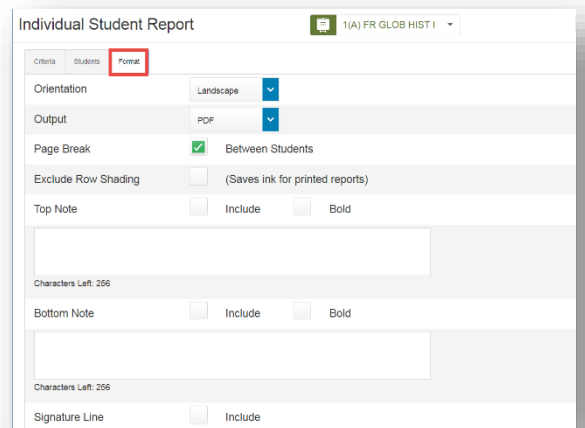 Individual Student Report 1(A) FR GLOB HIST I
Criteria Students Format
Orientation Landscape
Output PDF
Page Break Between Students
Exclude Row Shading (Saves ink for printed reports)
Top Note Include Bold
Characters Left: 256
Bottom Note Include Bold
Characters Left: 256
Signature Line Include